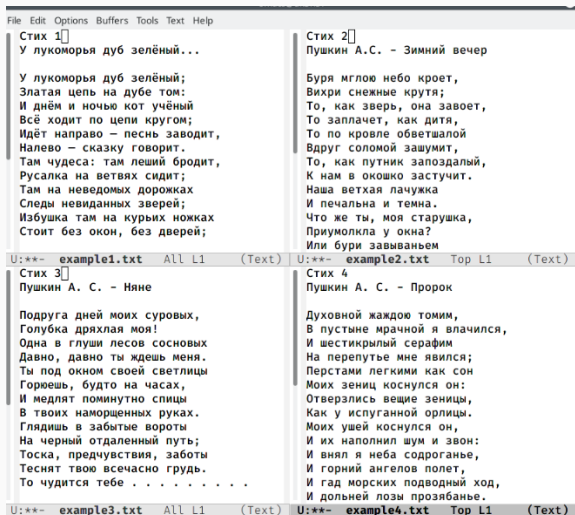 File Edit Options Buffers Tools Text Help
Стих 1
У лукоморья дуб зелёный...
У лукоморья дуб зелёный;
Златая цепь на дубе том:
И днём и ночью кот учёный
Всё ходит по цепи кругом;
Идёт направо — песнь заводит,
Налево — сказку говорит.
Там чудеса: там леший бродит,
Русалка на ветвях сидит;
Там на неведомых дорожках
Следы невиданных зверей;
Избушка там на курьих ножках
Стоит без окон, без дверей;
U:**- example1.txt All L1 (Text)
Стих 2
Пушкин А.С. - Зимний вечер
Буря мглою небо кроет,
Вихри снежные крутя;
То, как зверь, она завоет,
То заплачет, как дитя,
То по кровле обветшалой
Вдруг соломой зашумит,
То, как путник запоздалый,
К нам в окошко застучит.
Наша ветхая лачужка
И печальна и темна.
Что же ты, моя старушка,
Приумолкла у окна?
Или бури завываньем
U:**- example2.txt Top L1 (Text)
Стих 3
Пушкин А. С. - Няне
Подруга дней моих суровых,
Голубка дряхлая моя!
Одна в глуши лесов сосновых
Давно, давно ты ждешь меня.
Ты под окном своей светлицы
Горюешь, будто на часах,
И медлят поминутно спицы
В твоих наморщенных руках.
Глядишь в забытые вороты
На черный отдаленный путь;
Тоска, предчувствия, заботы
Теснят твою всечасно грудь.
То чудится тебе . . . . . . . . .
U:**- example3.txt All L1 (Text)
Стих 4
Пушкин А. С. - Пророк
Духовной жаждою томим,
В пустыне мрачной я влачился,
И шестикрылый серафим
На перепутье мне явился;
Перстами легкими как сон
Моих зениц коснулся он:
Отверзлись вещие зеницы,
Как у испуганной орлицы.
Моих ушей коснулся он,
И их наполнил шум и звон:
И внял я неба содроганье,
И горний ангелов полет,
И гад морских подводный ход,
И дольней лозы прозябанье.
U:**- example4.txt Top L1 (Text)